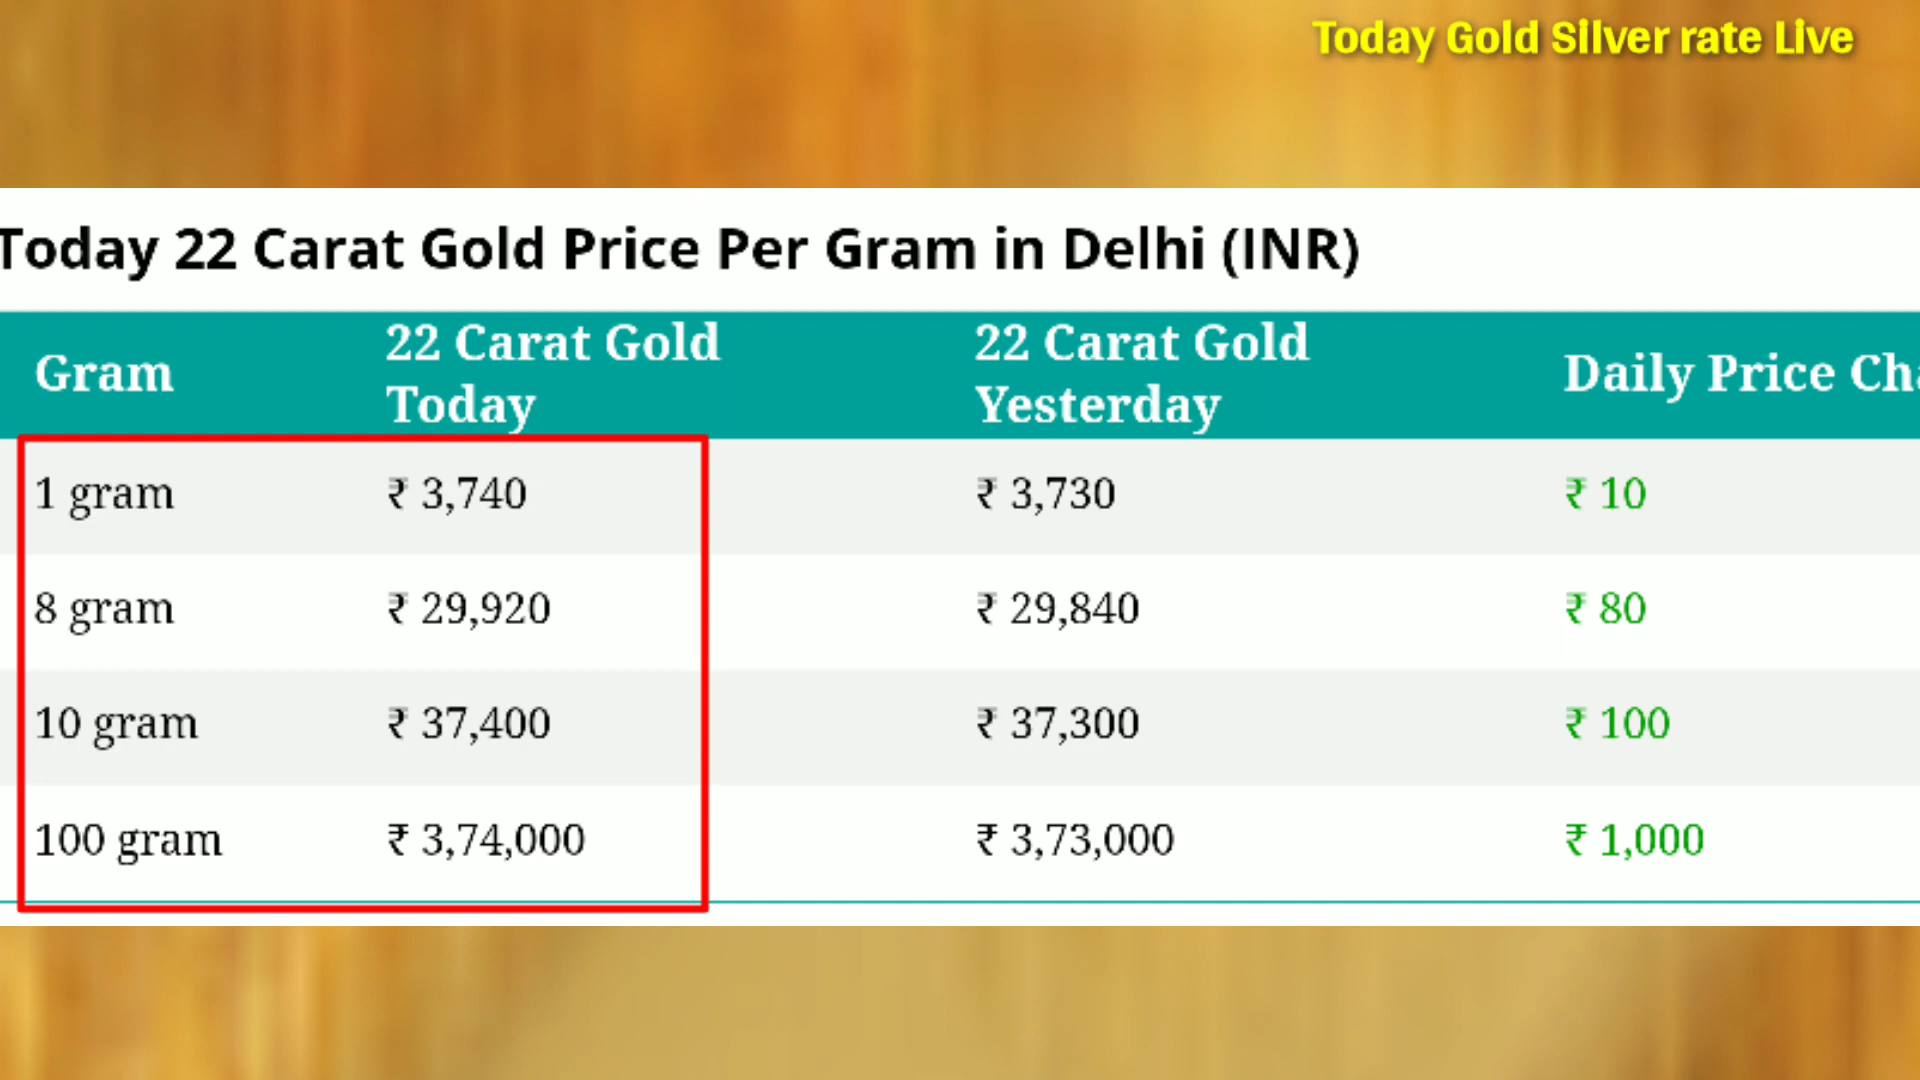 Today Gold Silver rate Live
Today 22 Carat Gold Price Per Gram in Delhi (INR)
Gram 22 Carat Gold Today 22 Carat Gold Yesterday Daily Price Cha
1 gram ₹ 3,740 ₹ 3,730 ₹ 10
8 gram ₹ 29,920 ₹ 29,840 ₹ 80
10 gram ₹ 37,400 ₹ 37,300 ₹ 100
100 gram ₹ 3,74,000 ₹ 3,73,000 ₹ 1,000